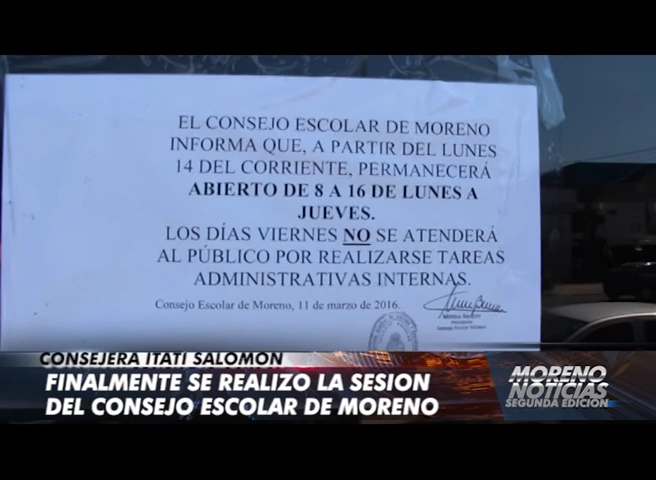 EL CONSEJO ESCOLAR DE MORENO
INFORMA QUE, A PARTIR DEL LUNES
14 DEL CORRIENTE, PERMANECERÁ
ABIERTO DE 8 A 16 DE LUNES A
JUEVES.
LOS DÍAS VIERNES NO SE ATENDERÁ
AL PÚBLICO POR REALIZARSE TAREAS
ADMINISTRATIVAS INTERNAS.
Consejo Escolar de Moreno, 11 de marzo de 2016.
CONSEJERA ITATÍ SALOMON
FINALMENTE SE REALIZO LA SESION
DEL CONSEJO ESCOLAR DE MORENO
MORENO
NOTICIAS
SEGUNDA EDICION